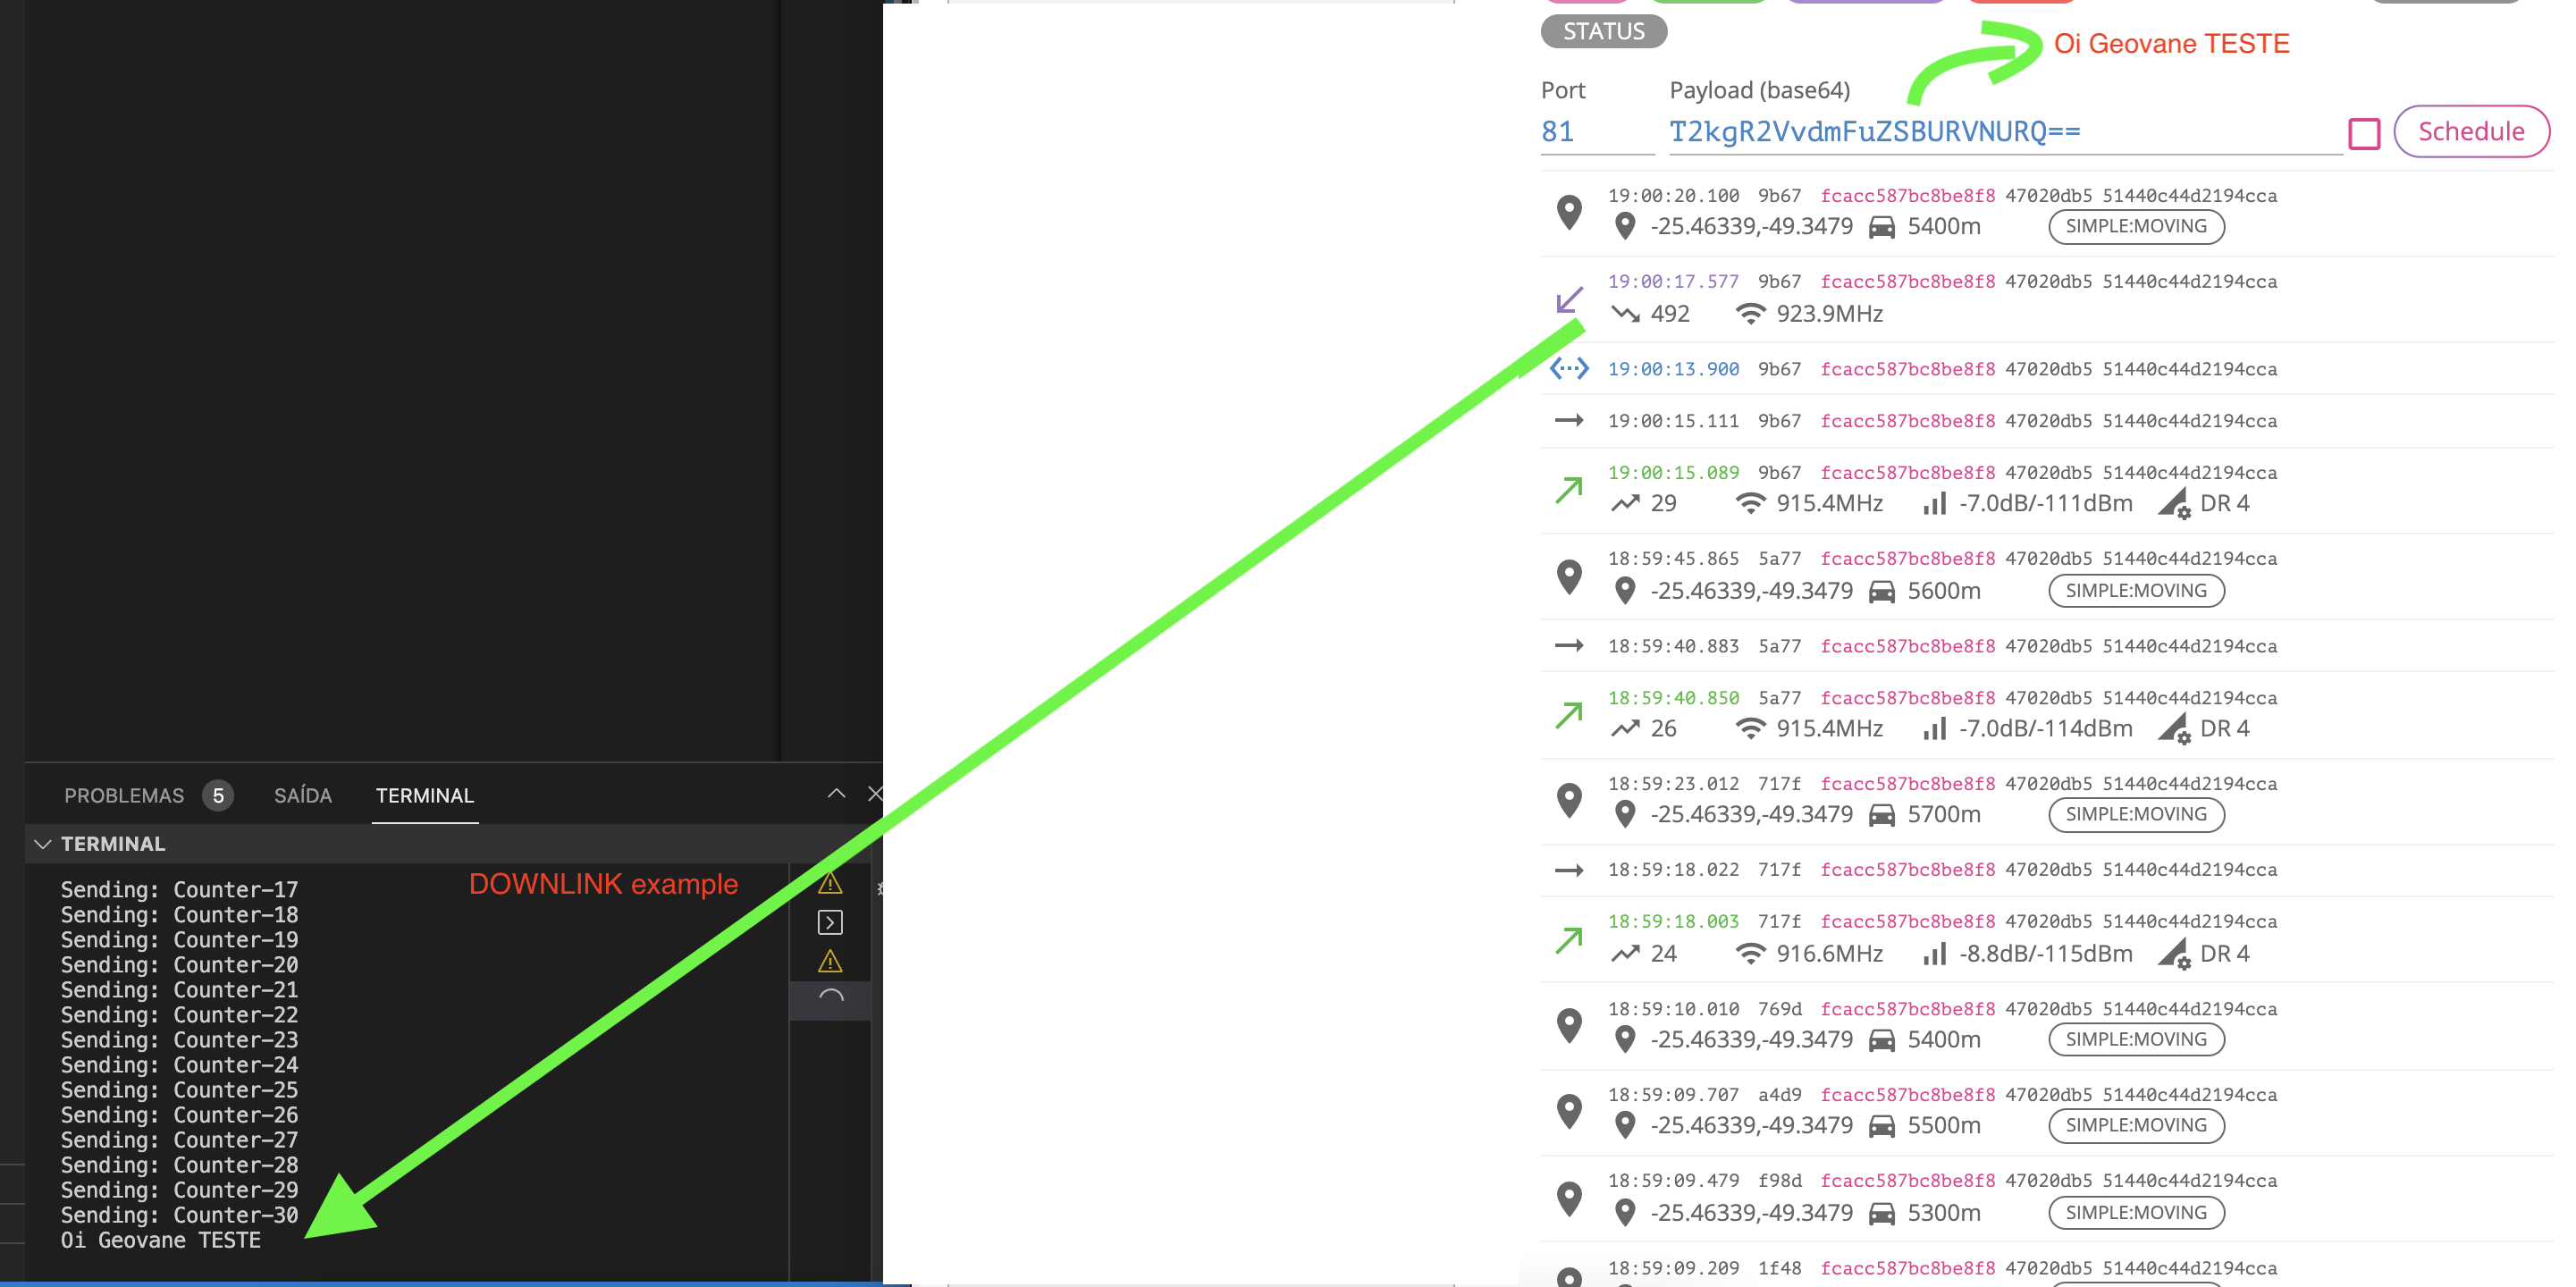 PROBLEMAS 5 SAÍDA TERMINAL
TERMINAL
DOWNLINK example
Sending: Counter-17
Sending: Counter-18
Sending: Counter-19
Sending: Counter-20
Sending: Counter-21
Sending: Counter-22
Sending: Counter-23
Sending: Counter-24
Sending: Counter-25
Sending: Counter-26
Sending: Counter-27
Sending: Counter-28
Sending: Counter-29
Sending: Counter-30
Oi Geovane TESTE
STATUS
Oi Geovane TESTE
Port Payload (base64)
81 T2kgR2VvdmFuZSBURVNURQ== Schedule
19:00:20.100 9b67 fcacc587bc8be8f8 47020db5 51440c44d2194cca
-25.46339,-49.3479 5400m SIMPLE:MOVING
19:00:17.577 9b67 fcacc587bc8be8f8 47020db5 51440c44d2194cca
492 923.9MHz
19:00:13.900 9b67 fcacc587bc8be8f8 47020db5 51440c44d2194cca
19:00:15.111 9b67 fcacc587bc8be8f8 47020db5 51440c44d2194cca
19:00:15.089 9b67 fcacc587bc8be8f8 47020db5 51440c44d2194cca
29 915.4MHz -7.0dB/-111dBm DR 4
18:59:45.865 5a77 fcacc587bc8be8f8 47020db5 51440c44d2194cca
-25.46339,-49.3479 5600m SIMPLE:MOVING
18:59:40.883 5a77 fcacc587bc8be8f8 47020db5 51440c44d2194cca
18:59:40.850 5a77 fcacc587bc8be8f8 47020db5 51440c44d2194cca
26 915.4MHz -7.0dB/-114dBm DR 4
18:59:23.012 717f fcacc587bc8be8f8 47020db5 51440c44d2194cca
-25.46339,-49.3479 5700m SIMPLE:MOVING
18:59:18.022 717f fcacc587bc8be8f8 47020db5 51440c44d2194cca
18:59:18.003 717f fcacc587bc8be8f8 47020db5 51440c44d2194cca
24 916.6MHz -8.8dB/-115dBm DR 4
18:59:10.010 769d fcacc587bc8be8f8 47020db5 51440c44d2194cca
-25.46339,-49.3479 5400m SIMPLE:MOVING
18:59:09.707 a4d9 fcacc587bc8be8f8 47020db5 51440c44d2194cca
-25.46339,-49.3479 5500m SIMPLE:MOVING
18:59:09.479 f98d fcacc587bc8be8f8 47020db5 51440c44d2194cca
-25.46339,-49.3479 5300m SIMPLE:MOVING
18:59:09.209 1f48 fcacc587bc8be8f8 47020db5 51440c44d2194cca